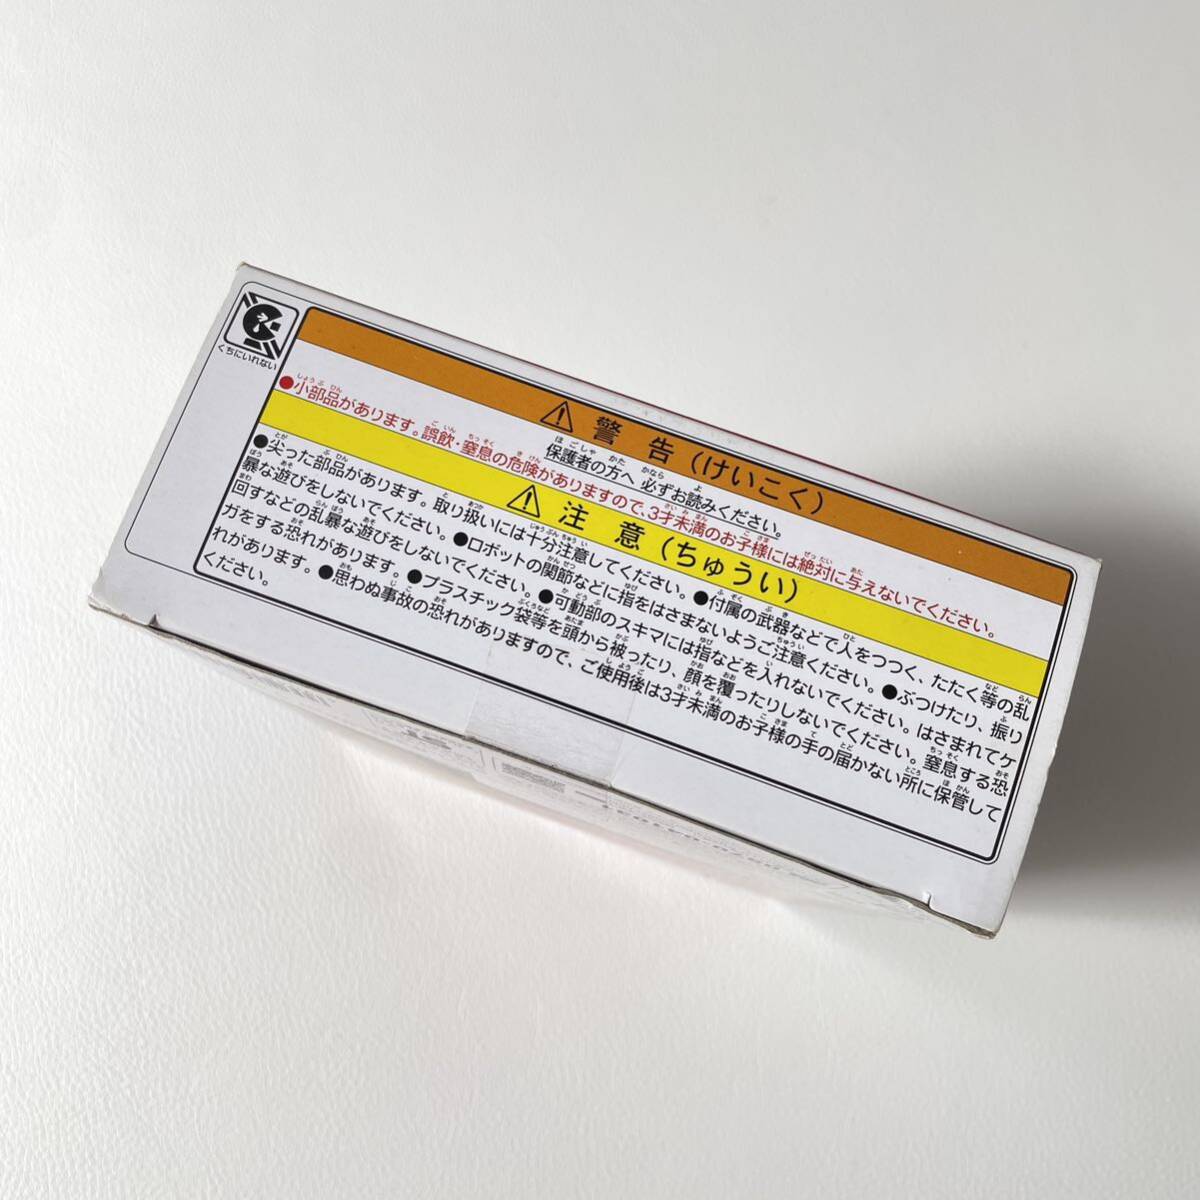 くちにいれない
警告(けいこく)
保護者の方へ 必ずお読みください。
●小部品があります。誤飲・窒息の危険がありますので、3才未満のお子様には絶対に与えないでください。
注意(ちゅうい)
●尖った部品があります。取り扱いには十分注意してください。●付属の武器などで人をつつく、たたく等の乱
暴な遊びをしないでください。●ロボットの関節などに指をはさまないようご注意ください。●ぶつけたり、振り
回すなどの乱暴な遊びをしないでください。●可動部のスキマには指などを入れないでください。はさまれてケ
ガをする恐れがあります。●プラスチック袋等を頭から被ったり、顔を覆ったりしないでください。窒息する恐
れがあります。●思わぬ事故の恐れがありますので、ご使用後は3才未満のお子様の手の届かない所に保管して
ください。